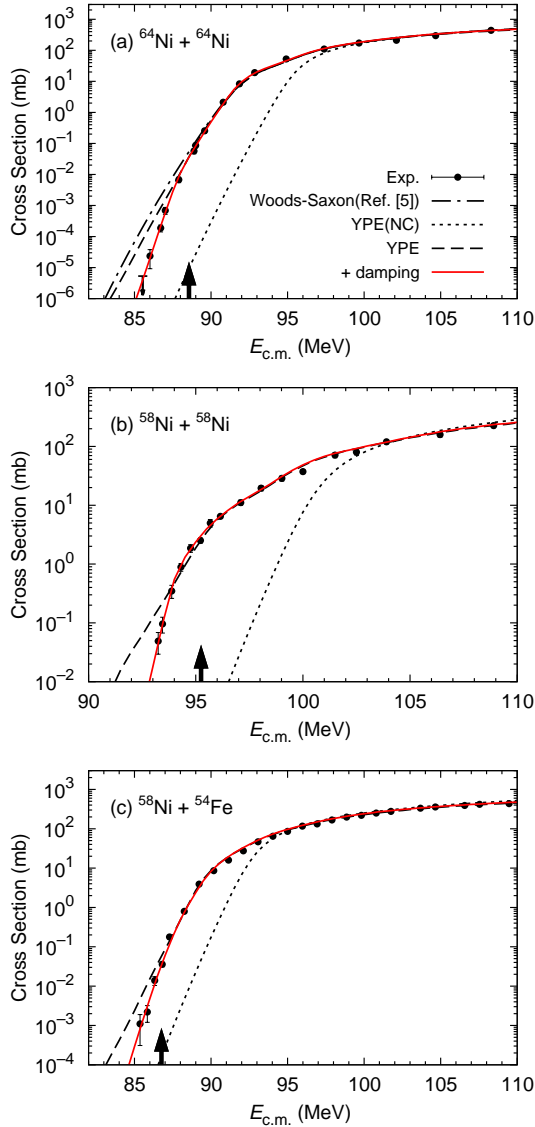 (a) ⁶⁴Ni + ⁶⁴Ni
Cross Section (mb)
10³
10²
10¹
10⁰
10⁻¹
10⁻²
10⁻³
10⁻⁴
10⁻⁵
10⁻⁶
Exp.
Woods-Saxon(Ref. [5])
YPE(NC)
YPE
+ damping
85 90 95 100 105 110
E_c.m. (MeV)
(b) ⁵⁸Ni + ⁵⁸Ni
Cross Section (mb)
10³
10²
10¹
10⁰
10⁻¹
10⁻²
90 95 100 105 110
E_c.m. (MeV)
(c) ⁵⁸Ni + ⁵⁴Fe
Cross Section (mb)
10³
10²
10¹
10⁰
10⁻¹
10⁻²
10⁻³
10⁻⁴
85 90 95 100 105 110
E_c.m. (MeV)